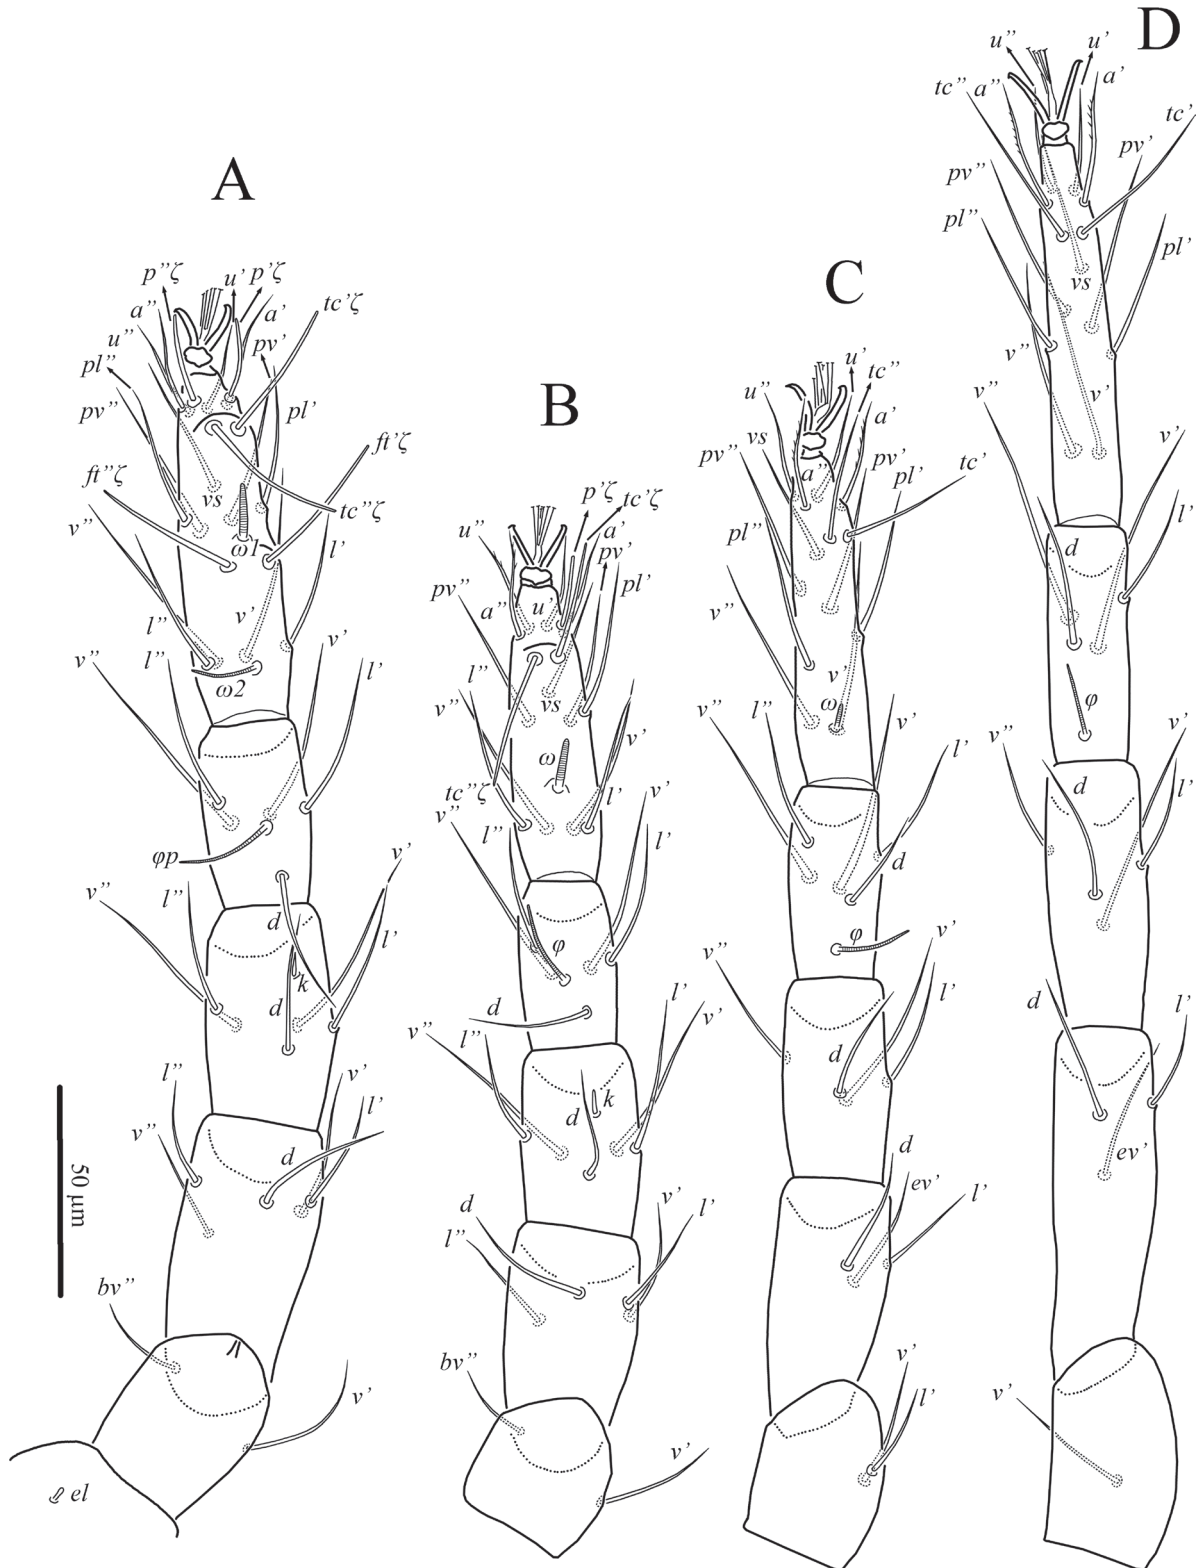 A
p”ζ
u’
p’ζ
a”
a’
tc’ζ
u”
pl”
pv’
pv”
pl’
ft’ζ
ft”ζ
vs
tc”ζ
v”
ω1
l’
l”
v’
v”
l”
ω2
v’
l’
φp
v’
v”
l”
d
l’
k
d
l”
v’
l’
v”
d
50 µm
bv”
v’
el
B
p’ζ
tc’ζ
u”
a’
pv’
pv”
a”
u’
pl’
l”
vs
v”
ω
v’
tc”ζ
l’
v’
v”
l”
l’
φ
d
l’
v”
l”
v’
k
d
d
v’
l’
l”
bv”
v’
C
u’
tc”
u”
a’
vs
pv”
a”
pv’
pl’
tc’
pl”
v”
v’
ω
v”
l”
v’
l’
d
φ
v’
v”
l’
d
d
ev’
l’
v’
l’
D
u”
u’
tc”
a”
a’
tc’
pv”
pv’
pl”
pl’
vs
v”
v’
v”
v’
d
l’
φ
v”
v’
d
l’
d
l’
ev’
v’